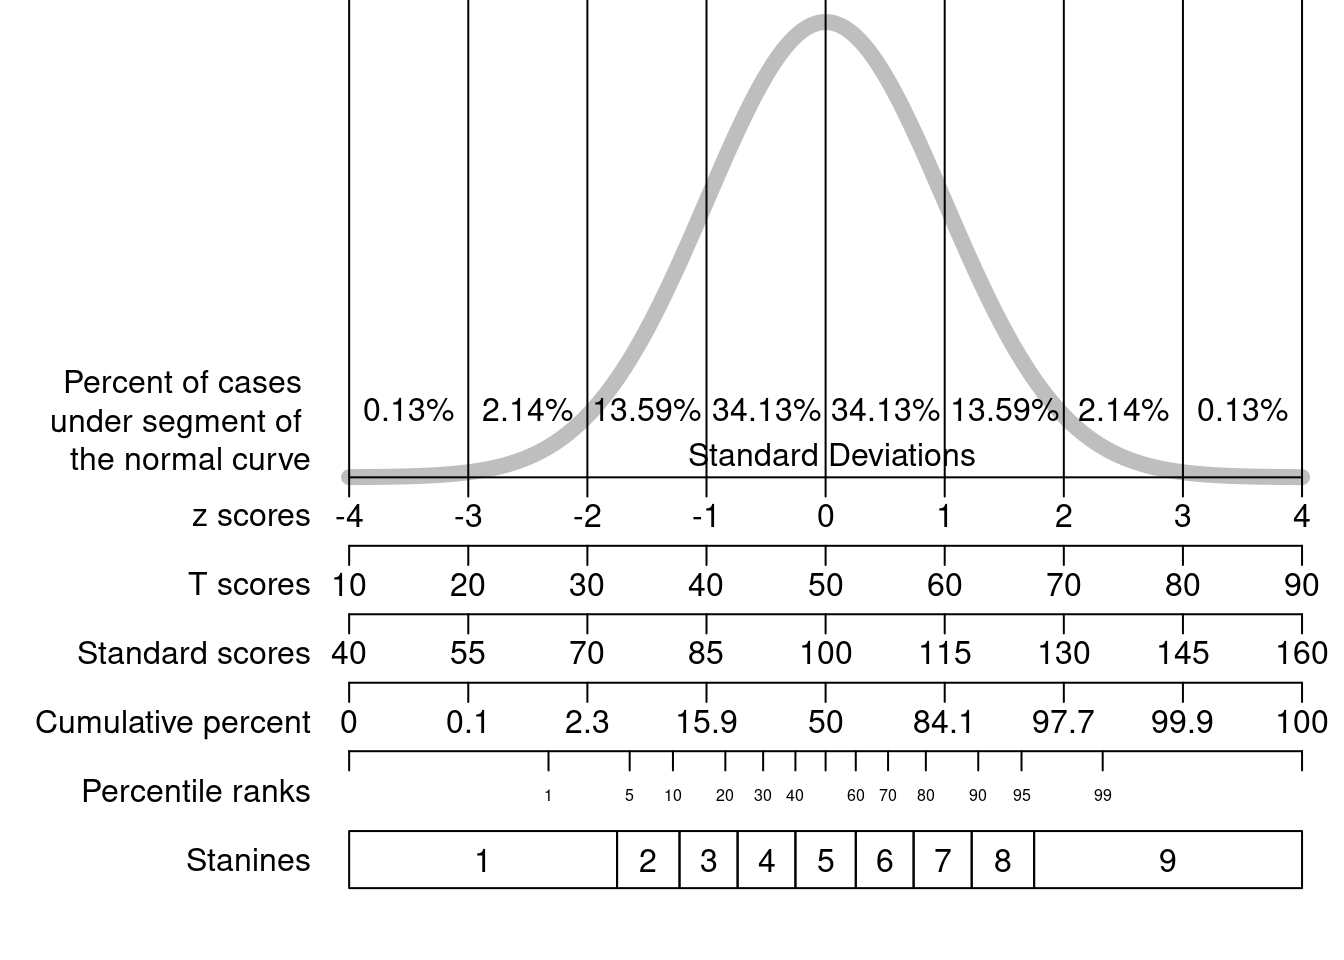 Percent of cases
under segment of
the normal curve
0.13% 2.14% 13.59% 34.13% 34.13% 13.59% 2.14% 0.13%
Standard Deviations
z scores -4 -3 -2 -1 0 1 2 3 4
T scores 10 20 30 40 50 60 70 80 90
Standard scores 40 55 70 85 100 115 130 145 160
Cumulative percent 0 0.1 2.3 15.9 50 84.1 97.7 99.9 100
Percentile ranks 1 5 10 20 30 40 60 70 80 90 95 99
Stanines 1 2 3 4 5 6 7 8 9